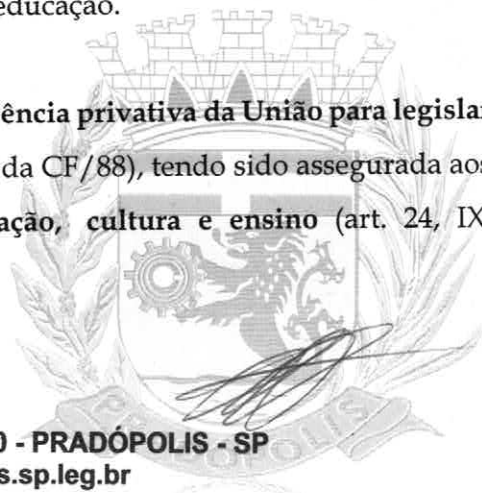 educação.
ência privativa da União para legislar
da CF/88), tendo sido assegurada aos
ação, cultura e ensino (art. 24, IX,
PRADÓPOLIS
0 - PRADÓPOLIS - SP
s.sp.leg.br